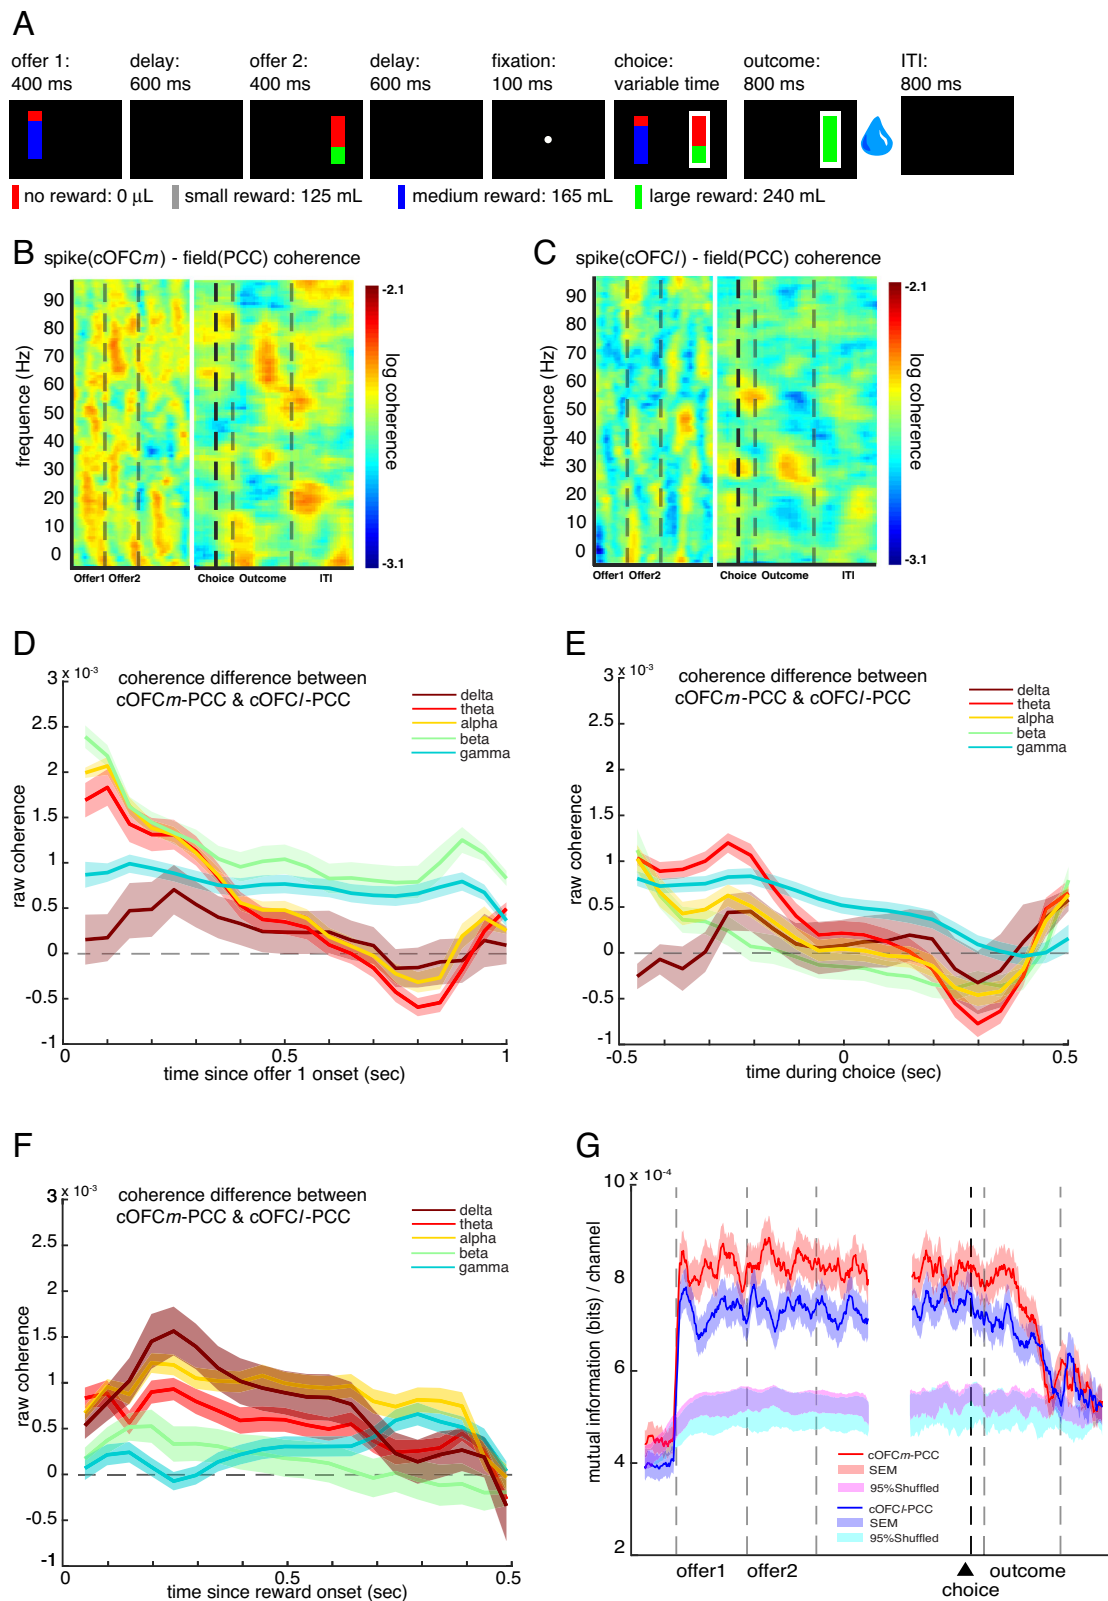 A
offer 1:
400 ms
delay:
600 ms
offer 2:
400 ms
delay:
600 ms
fixation:
100 ms
choice:
variable time
outcome:
800 ms
ITI:
800 ms
no reward: 0 µL
small reward: 125 mL
medium reward: 165 mL
large reward: 240 mL
B
spike(cOFCm) - field(PCC) coherence
frequency (Hz)
90
80
70
60
50
40
30
20
10
0
Offer1 Offer2
Choice Outcome
ITI
-2.1
log coherence
-3.1
C
spike(cOFCl) - field(PCC) coherence
frequency (Hz)
90
80
70
60
50
40
30
20
10
0
Offer1 Offer2
Choice Outcome
ITI
-2.1
log coherence
-3.1
D
3 x 10-3
coherence difference between
cOFCm-PCC & cOFCl-PCC
delta
theta
alpha
beta
gamma
raw coherence
2.5
2
1.5
1
0.5
0
-0.5
-1
0
0.5
1
time since offer 1 onset (sec)
E
3 x 10-3
coherence difference between
cOFCm-PCC & cOFCl-PCC
delta
theta
alpha
beta
gamma
raw coherence
2.5
2
1.5
1
0.5
0
-0.5
-1
-0.5
0
0.5
time during choice (sec)
F
3 x 10-3
coherence difference between
cOFCm-PCC & cOFCl-PCC
delta
theta
alpha
beta
gamma
raw coherence
2.5
2
1.5
1
0.5
0
-0.5
-1
0
0.5
time since reward onset (sec)
G
10 x 10-4
mutual information (bits) / channel
8
6
4
2
cOFCm-PCC
SEM
95%Shuffled
cOFCl-PCC
SEM
95%Shuffled
offer1
offer2
choice
outcome